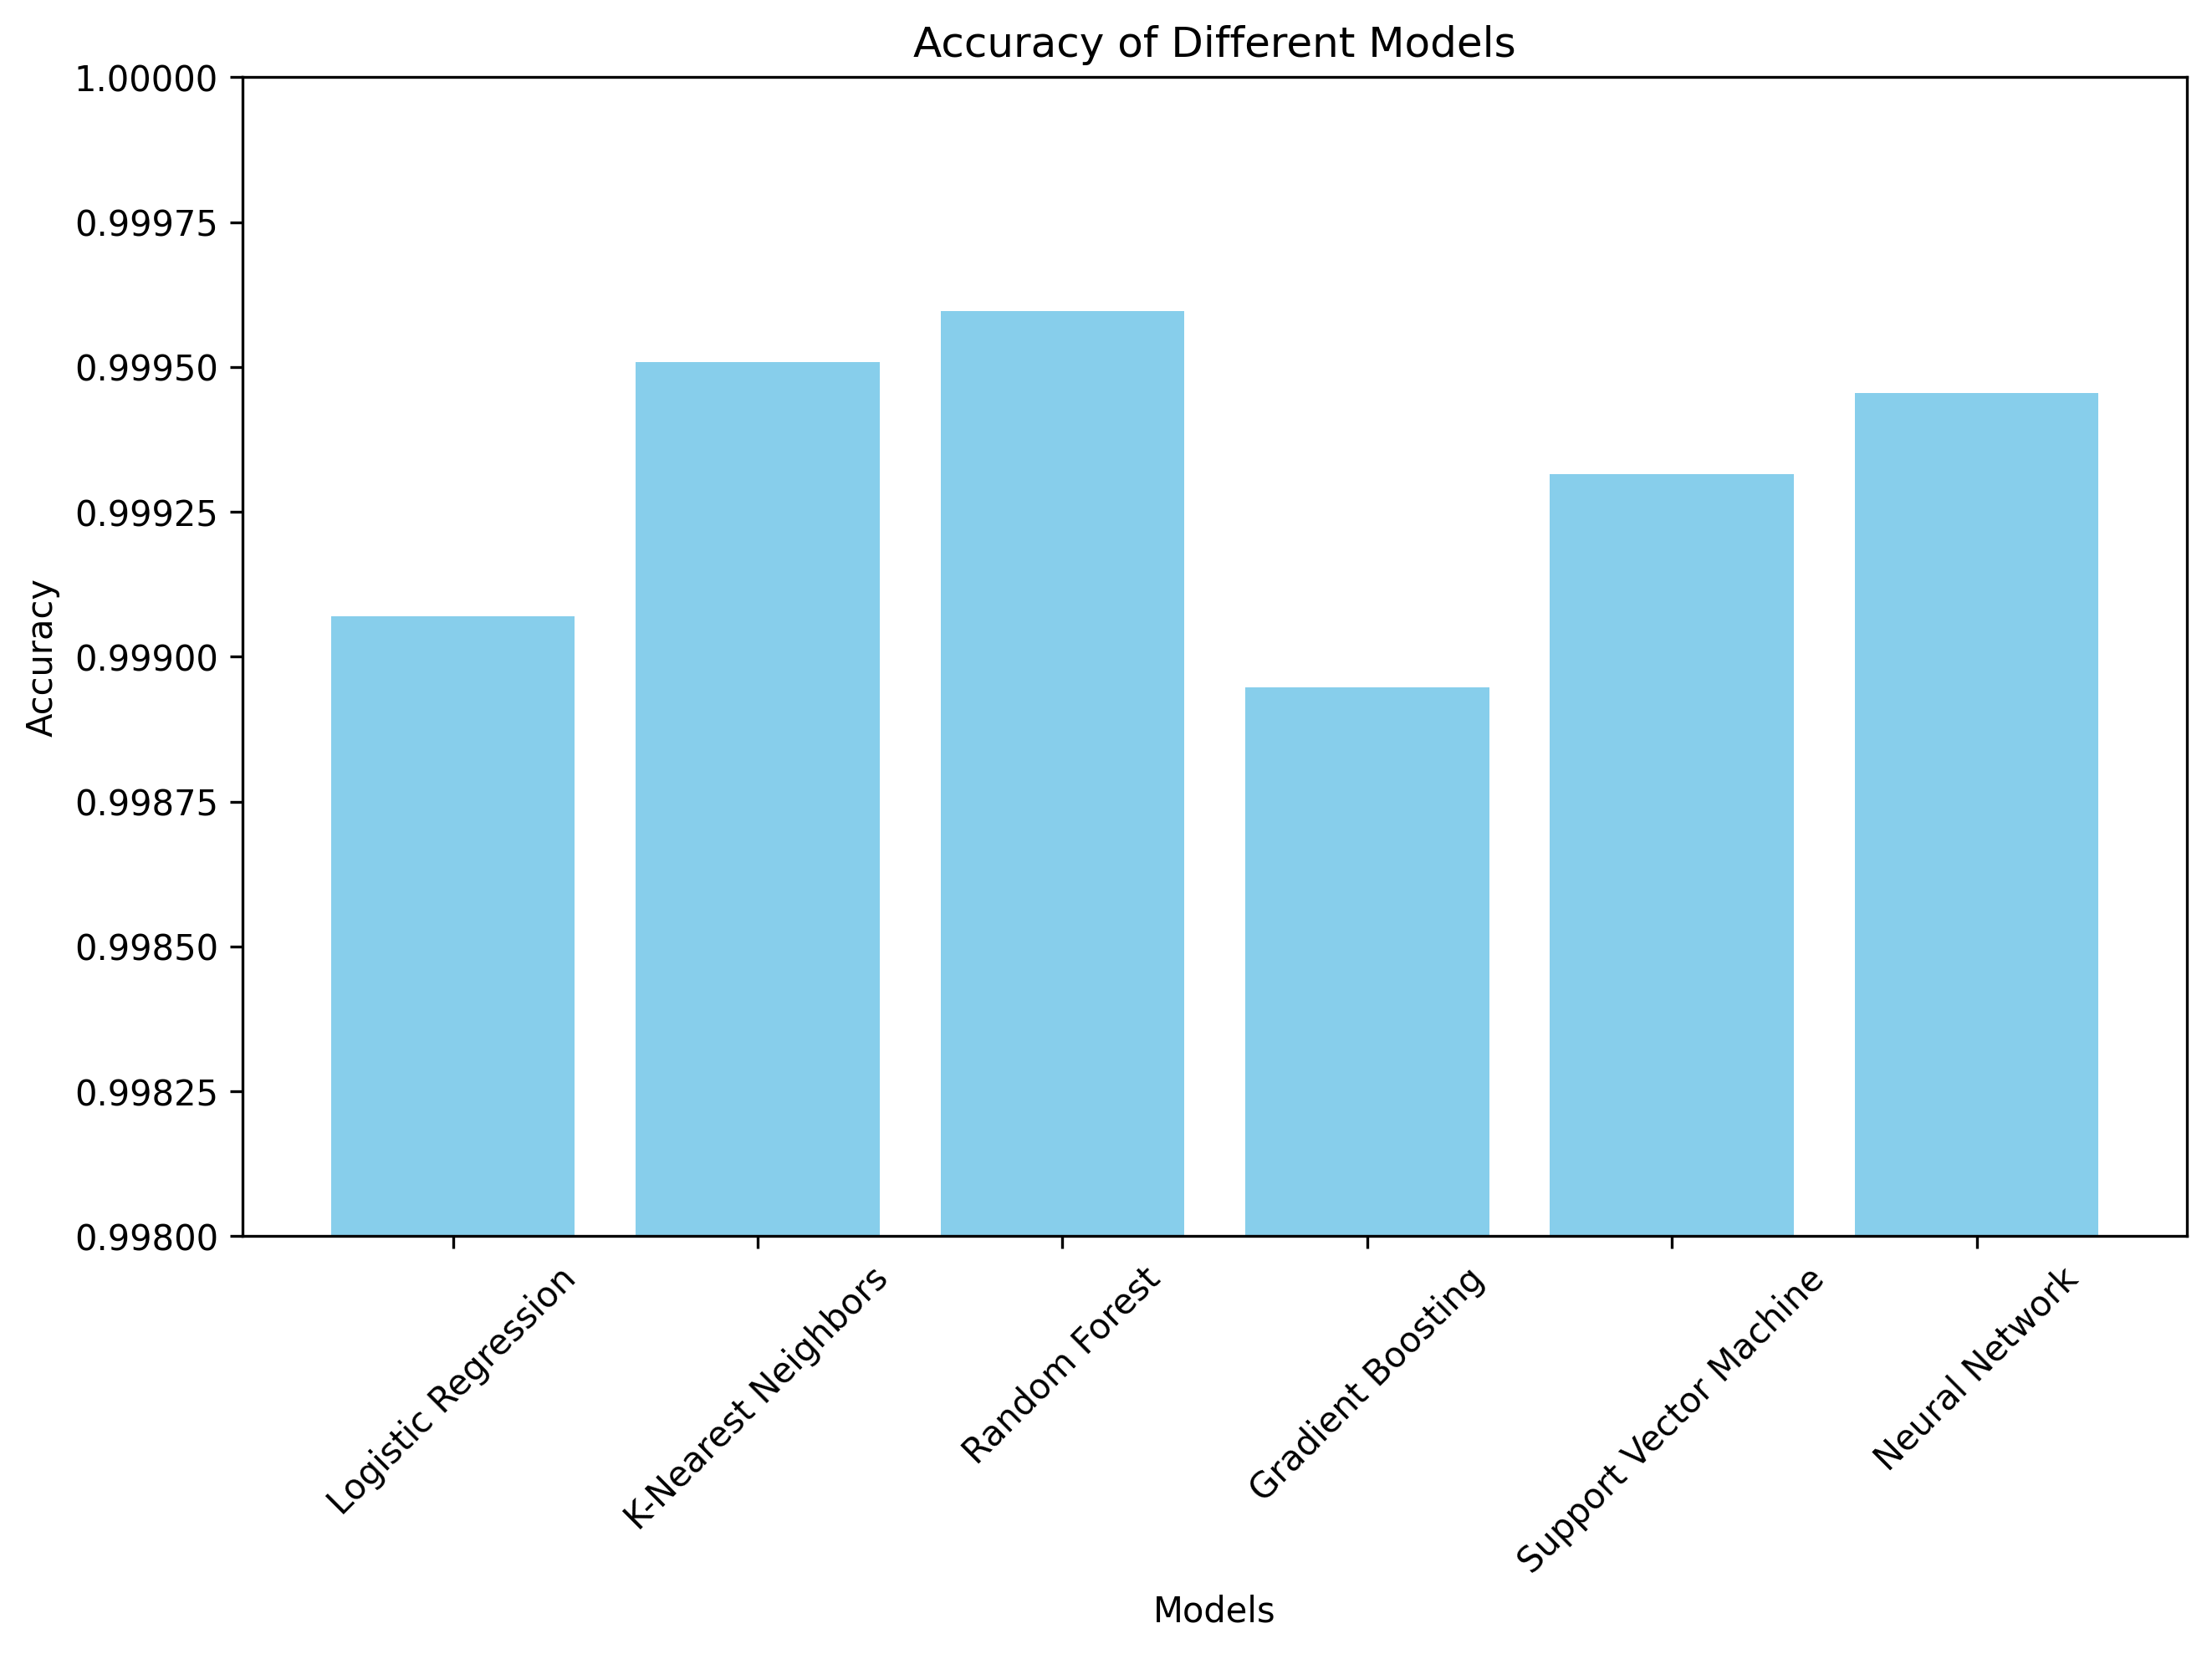 Accuracy of Different Models
1.00000
0.99975
0.99950
0.99925
0.99900
0.99875
0.99850
0.99825
0.99800
Accuracy
Logistic Regression
K-Nearest Neighbors
Random Forest
Gradient Boosting
Support Vector Machine
Neural Network
Models